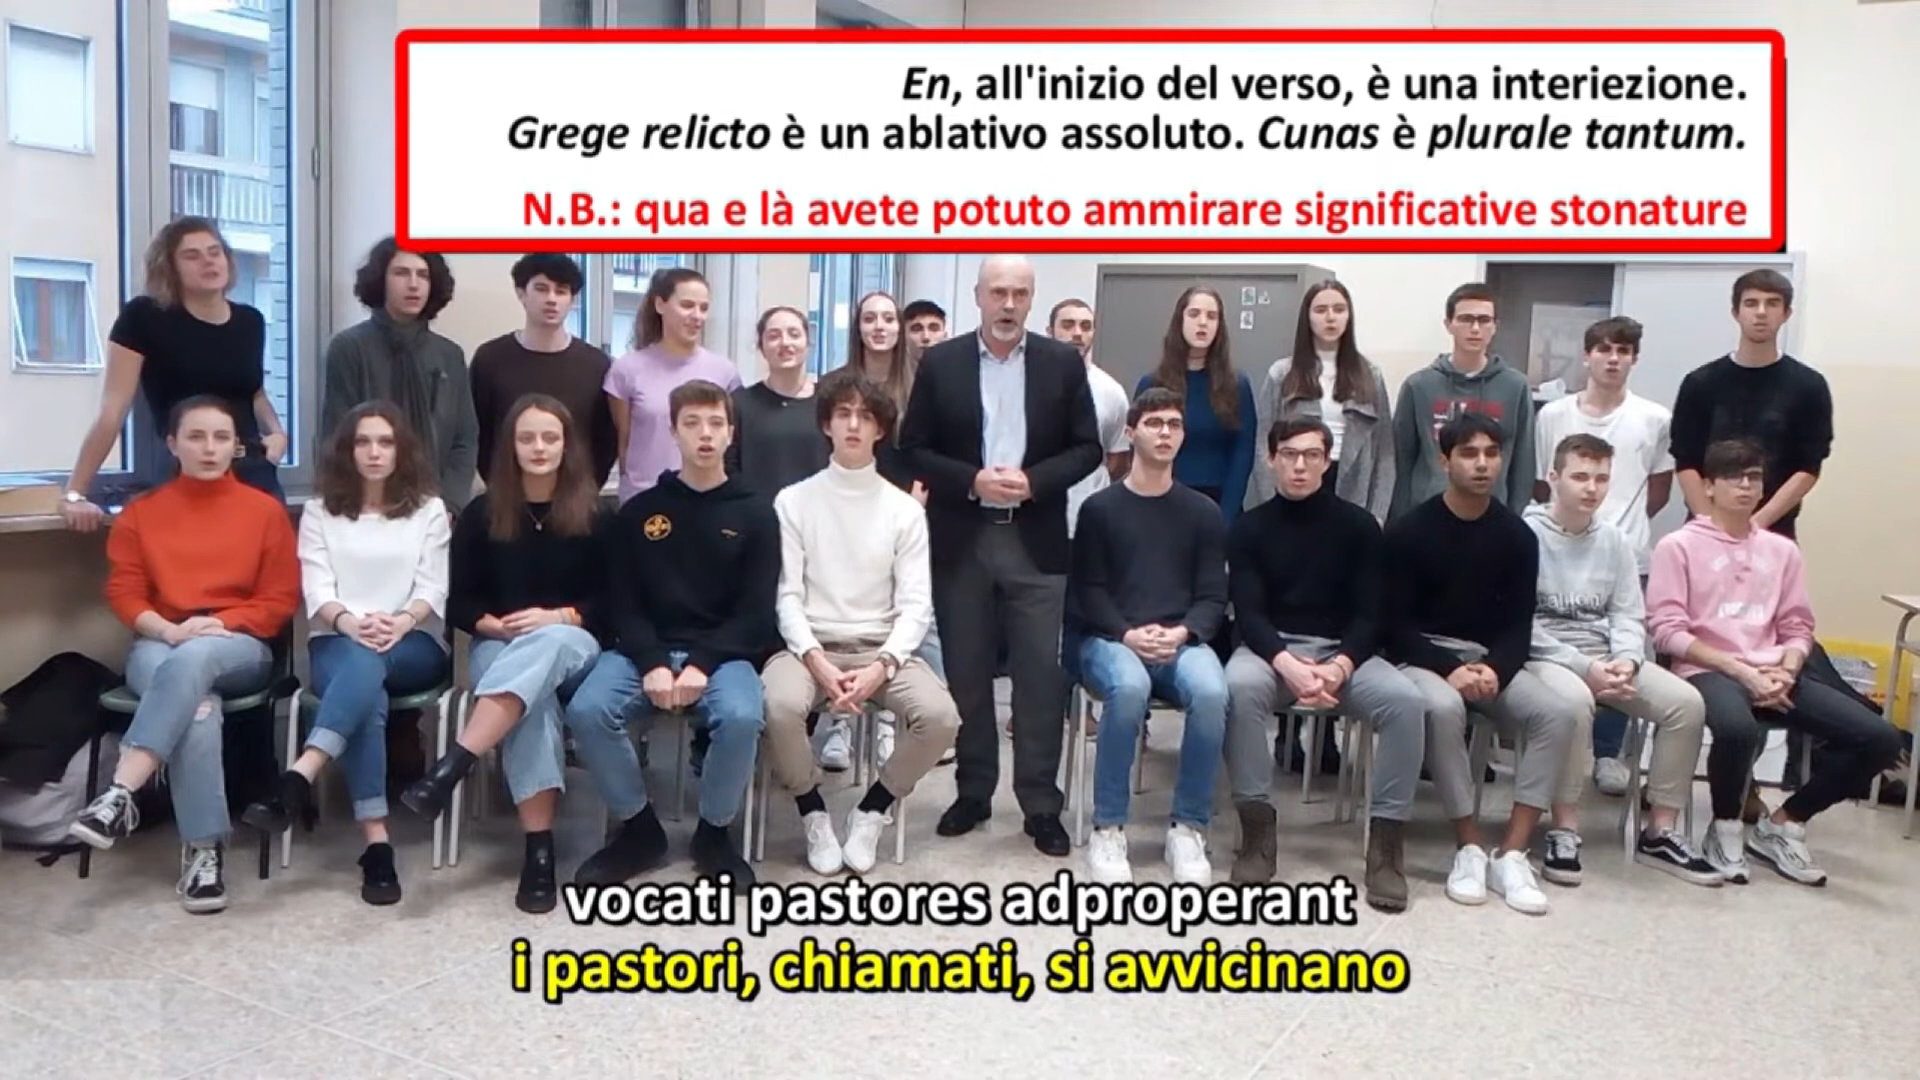 En, all'inizio del verso, è una interiezione.
Grege relicto è un ablativo assoluto. Cunas è plurale tantum.
N.B.: qua e là avete potuto ammirare significative stonature
vocati pastores adproperant
i pastori, chiamati, si avvicinano